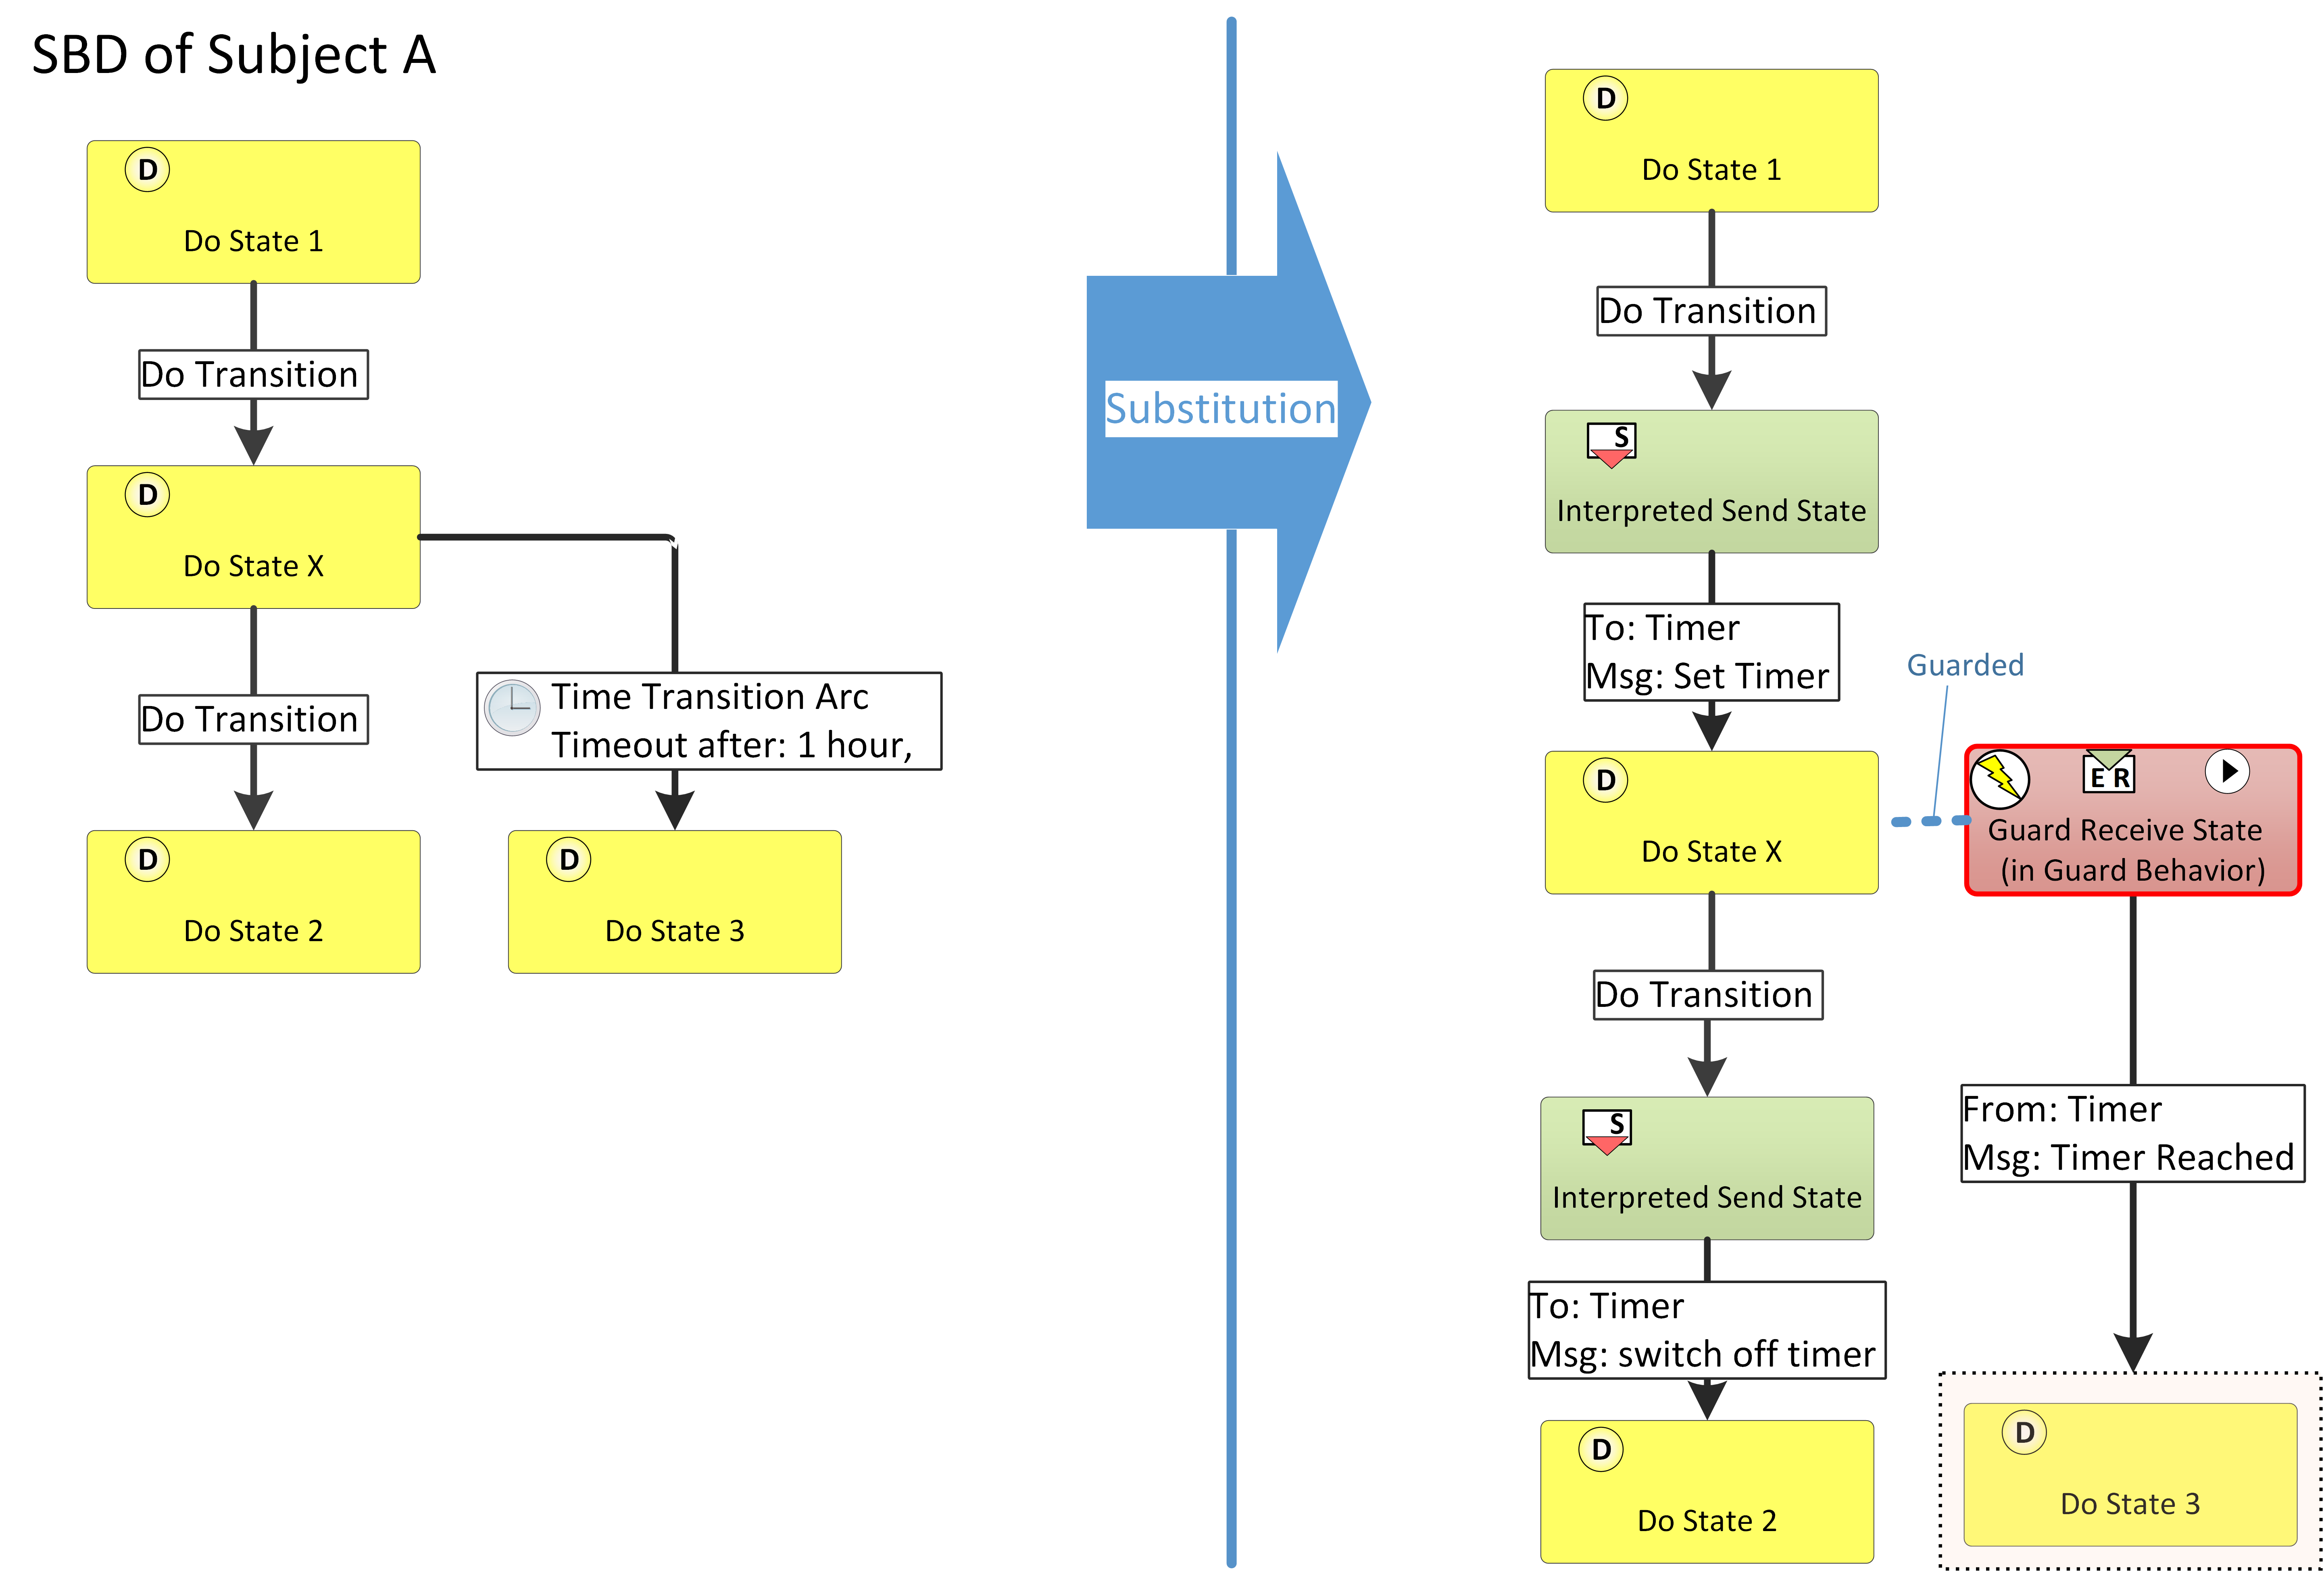 SBD of Subject A
D
Do State 1
Do Transition
D
Do State X
Do Transition
Time Transition Arc
Timeout after: 1 hour,
D
Do State 2
D
Do State 3
Substitution
D
Do State 1
Do Transition
S
Interpreted Send State
To: Timer
Msg: Set Timer
Guarded
D
Do State X
E R
Guard Receive State
(in Guard Behavior)
Do Transition
From: Timer
Msg: Timer Reached
S
Interpreted Send State
To: Timer
Msg: switch off timer
D
Do State 2
D
Do State 3